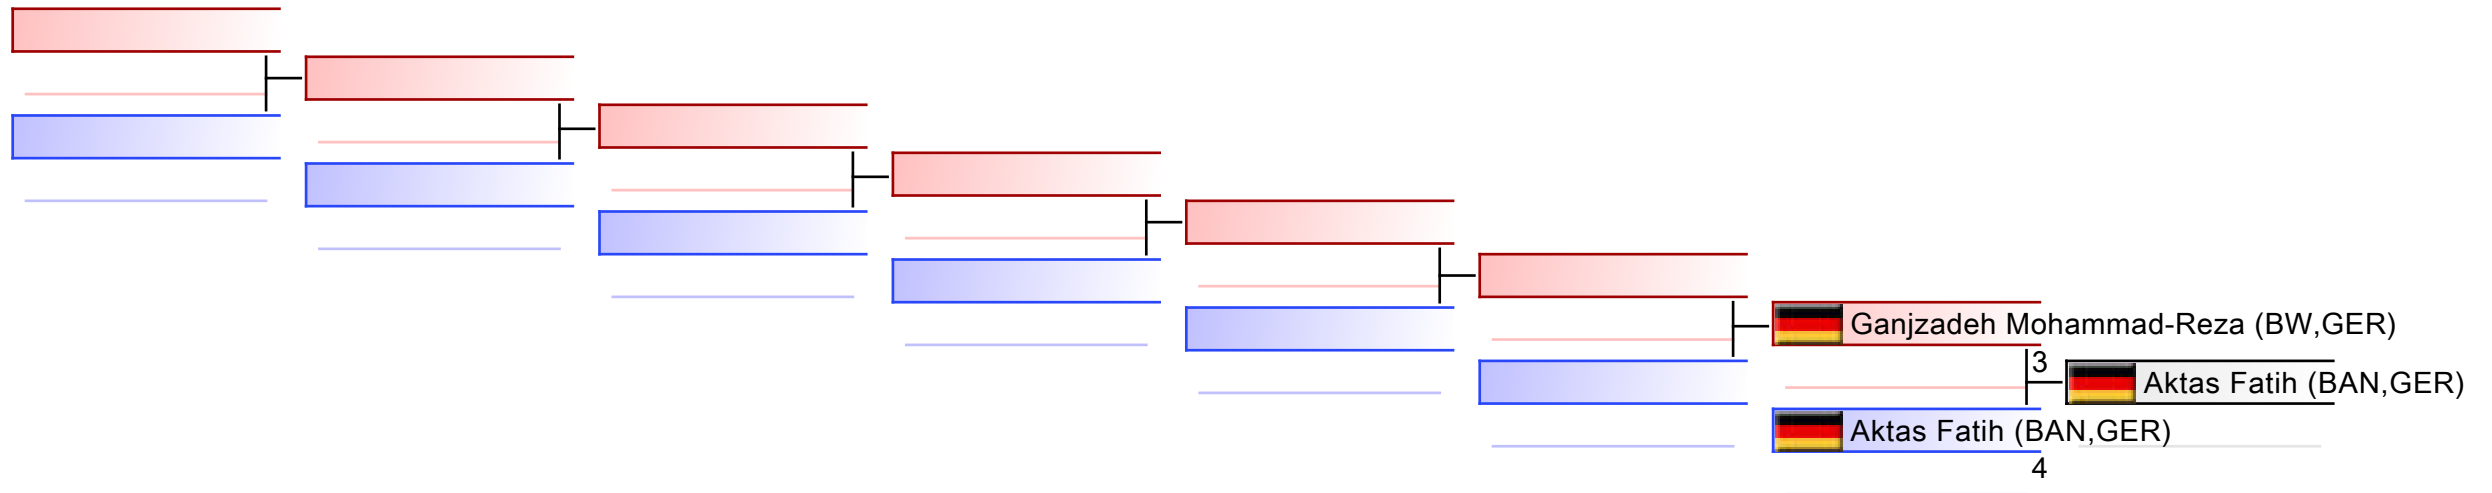 Ganjzadeh Mohammad-Reza (BW,GER)
3
Aktas Fatih (BAN,GER)
Aktas Fatih (BAN,GER)
4